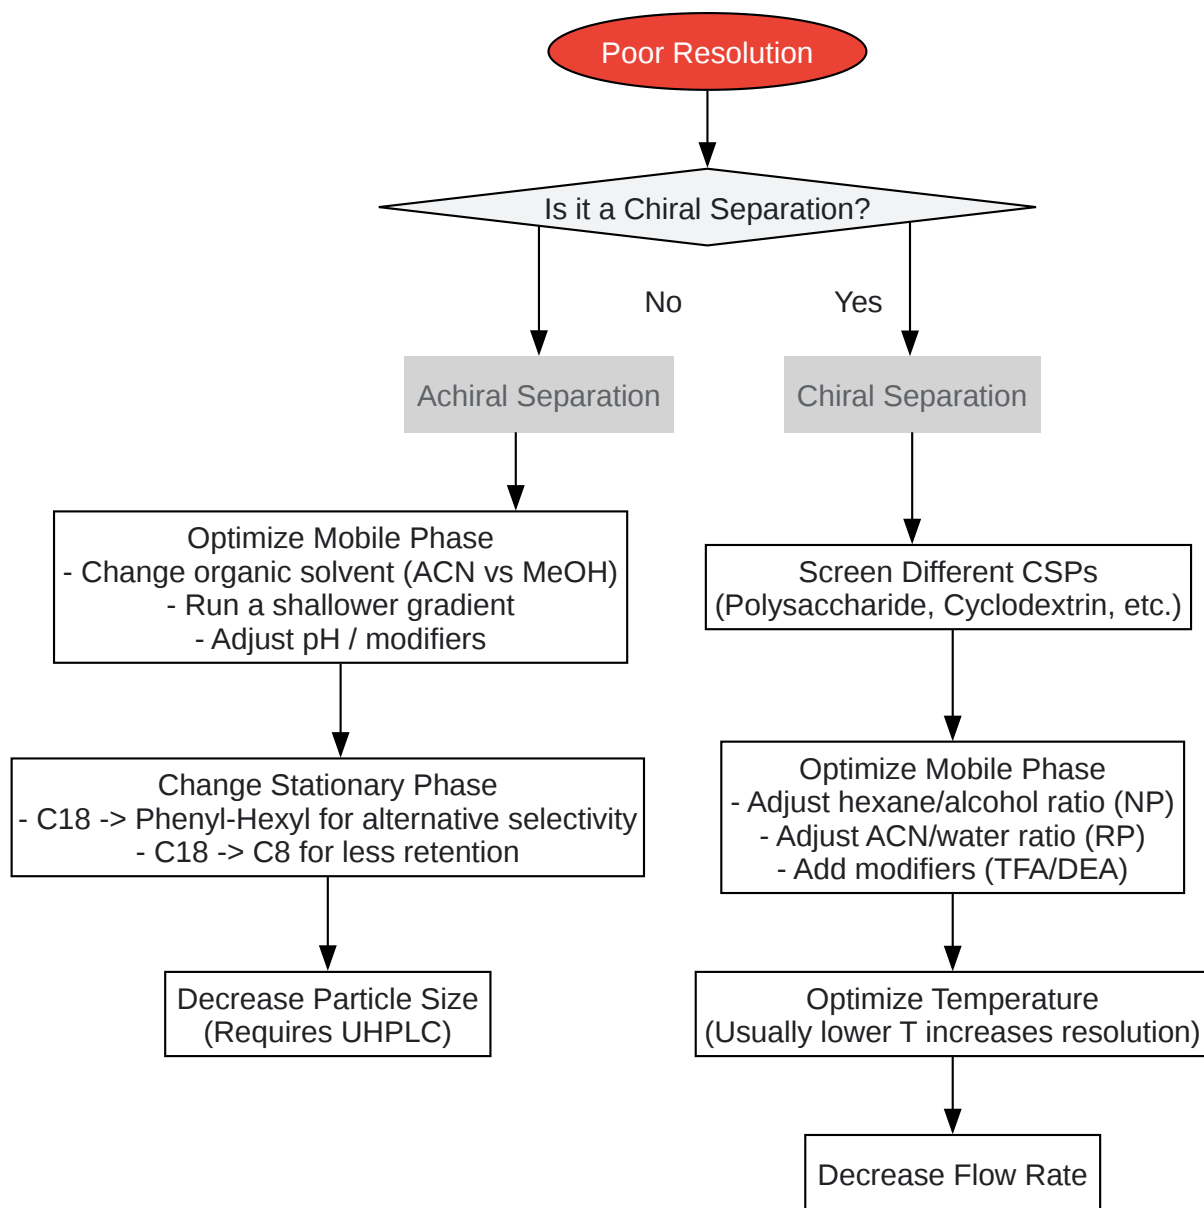 Poor Resolution
Is it a Chiral Separation?
No
Yes
Achiral Separation
Chiral Separation
Optimize Mobile Phase
- Change organic solvent (ACN vs MeOH)
- Run a shallower gradient
- Adjust pH / modifiers
Screen Different CSPs
(Polysaccharide, Cyclodextrin, etc.)
Change Stationary Phase
- C18 -> Phenyl-Hexyl for alternative selectivity
- C18 -> C8 for less retention
Optimize Mobile Phase
- Adjust hexane/alcohol ratio (NP)
- Adjust ACN/water ratio (RP)
- Add modifiers (TFA/DEA)
Decrease Particle Size
(Requires UHPLC)
Optimize Temperature
(Usually lower T increases resolution)
Decrease Flow Rate